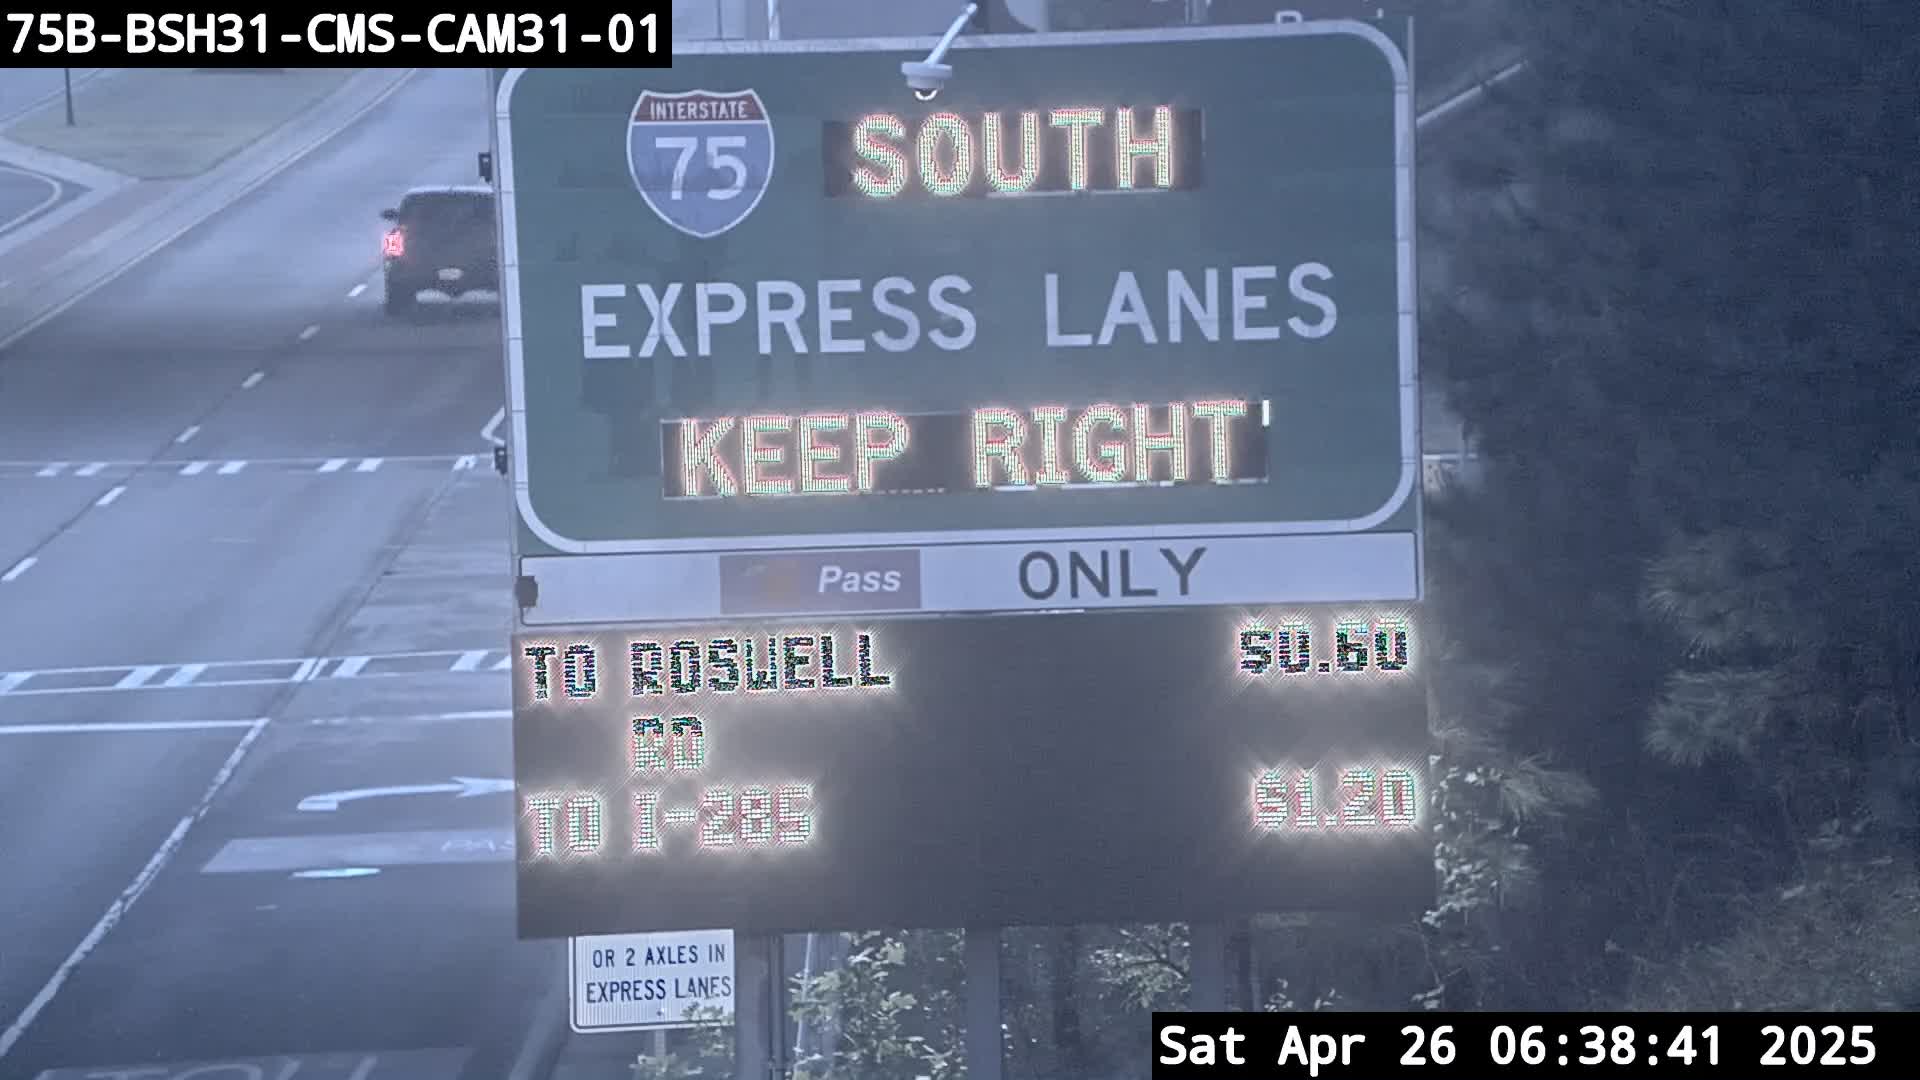 75B-BSH31-CMS-CAM31-01
INTERSTATE
75
SOUTH
EXPRESS LANES
KEEP RIGHT
Pass ONLY
TO ROSWELL $0.60
RD
TO I-285 $1.20
OR 2 AXLES IN
EXPRESS LANES
TOLL
Sat Apr 26 06:38:41 2025